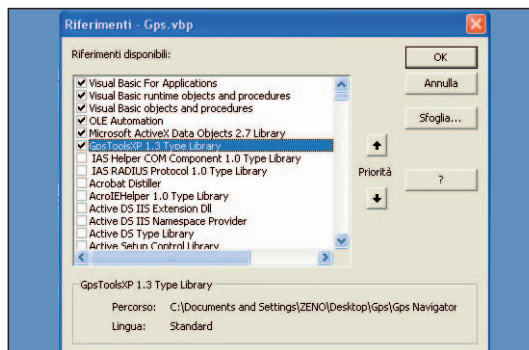 Riferimenti - Gps.vbp
Riferimenti disponibili:
OK
Annulla
Sfoglia...
Visual Basic For Applications
Visual Basic runtime objects and procedures
Visual Basic objects and procedures
OLE Automation
Microsoft ActiveX Data Objects 2.7 Library
GpsToolsXP 1.3 Type Library
IAS Helper COM Component 1.0 Type Library
IAS RADIUS Protocol 1.0 Type Library
Acrobat Distiller
AcroIEHelper 1.0 Type Library
Active DS IIS Extension Dll
Active DS IIS Namespace Provider
Active DS Type Library
Active Setup Control Library
Priorità
?
GpsToolsXP 1.3 Type Library
Percorso: C:\Documents and Settings\ZENO\Desktop\Gps\Gps Navigator
Lingua: Standard